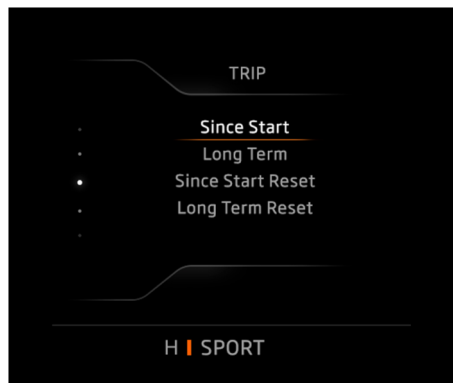 TRIP
Since Start
Long Term
Since Start Reset
Long Term Reset
H SPORT